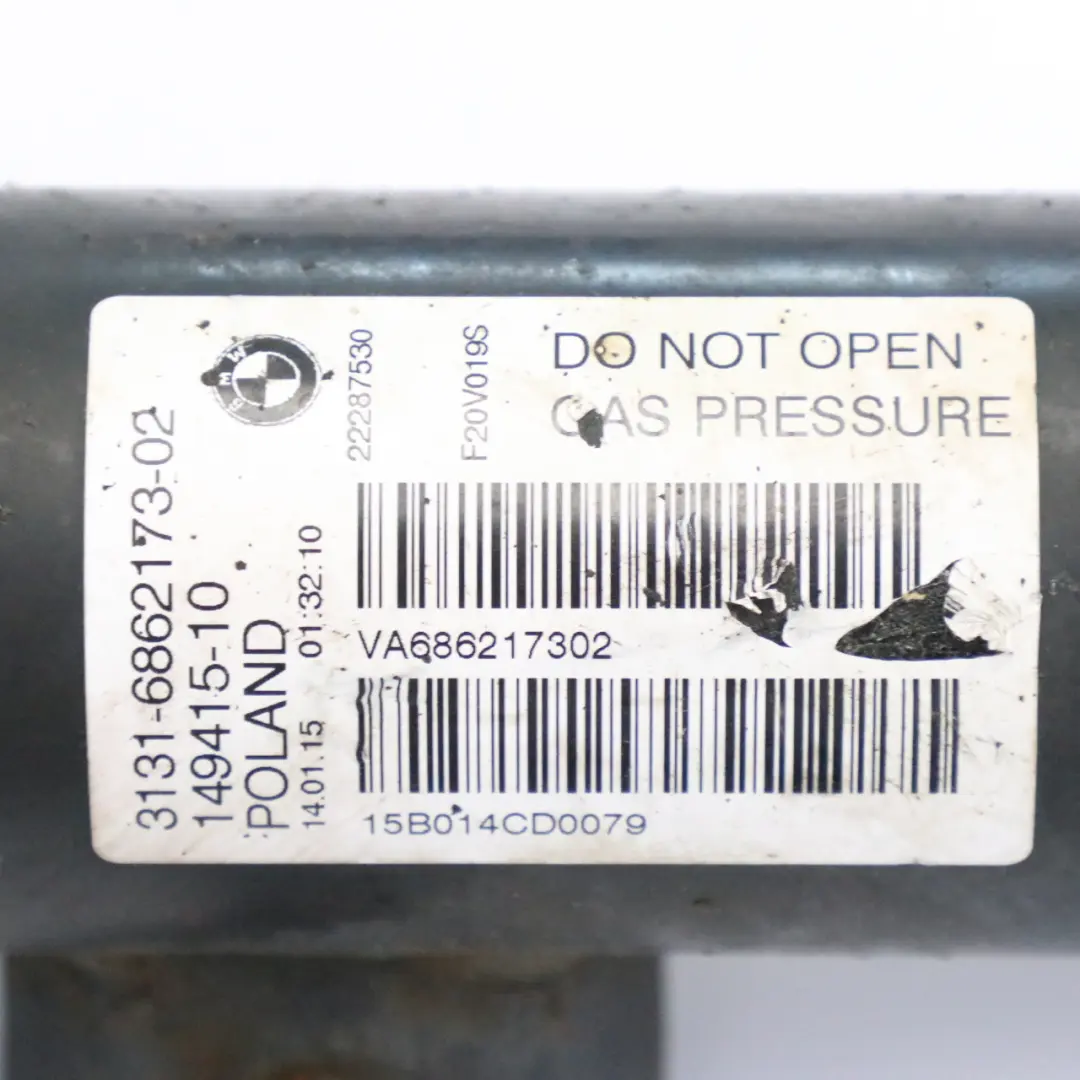 BMW
3131-6862173-02
149415-10
POLAND
14.01.15 01:32:10
22287530
F20V019S
DO NOT OPEN
GAS PRESSURE
VA686217302
15B014CD0079